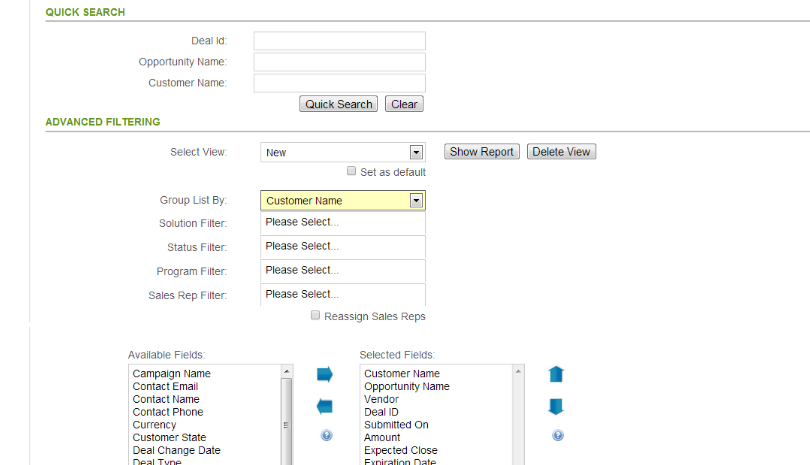 QUICK SEARCH
Deal Id:
Opportunity Name:
Customer Name:
Quick Search Clear
ADVANCED FILTERING
Select View: New Show Report Delete View
Set as default
Group List By: Customer Name
Solution Filter: Please Select...
Status Filter: Please Select...
Program Filter: Please Select...
Sales Rep Filter: Please Select...
Reassign Sales Reps
Available Fields: Selected Fields:
Campaign Name Customer Name
Contact Email Opportunity Name
Contact Name Vendor
Contact Phone Deal ID
Currency Submitted On
Customer State Amount
Deal Change Date Expected Close
Deal Type Expiration Date